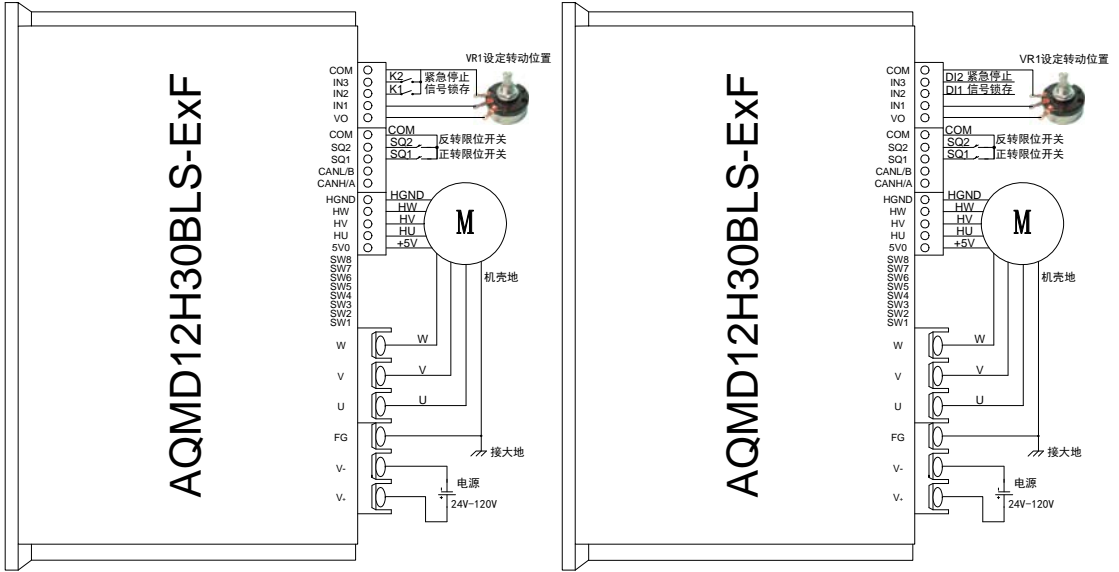 AQMD12H30BLS-ExF
VR1设定转动位置
COM
IN3 K2 紧急停止
IN2 K1 信号锁存
IN1
VO
COM COM
SQ2 SQ2 反转限位开关
SQ1 SQ1 正转限位开关
CANL/B
CANH/A
HGND HGND
HW HW
HV HV
HU HU
5V0 +5V
M
SW8
SW7
SW6
SW5
SW4
SW3
SW2
SW1
机壳地
W W
V V
U U
FG
接大地
V-
电源
V+ 24V-120V
AQMD12H30BLS-ExF
VR1设定转动位置
COM
IN3 DI2 紧急停止
IN2 DI1 信号锁存
IN1
VO
COM COM
SQ2 SQ2 反转限位开关
SQ1 SQ1 正转限位开关
CANL/B
CANH/A
HGND HGND
HW HW
HV HV
HU HU
5V0 +5V
M
SW8
SW7
SW6
SW5
SW4
SW3
SW2
SW1
机壳地
W W
V V
U U
FG
接大地
V-
电源
V+ 24V-120V